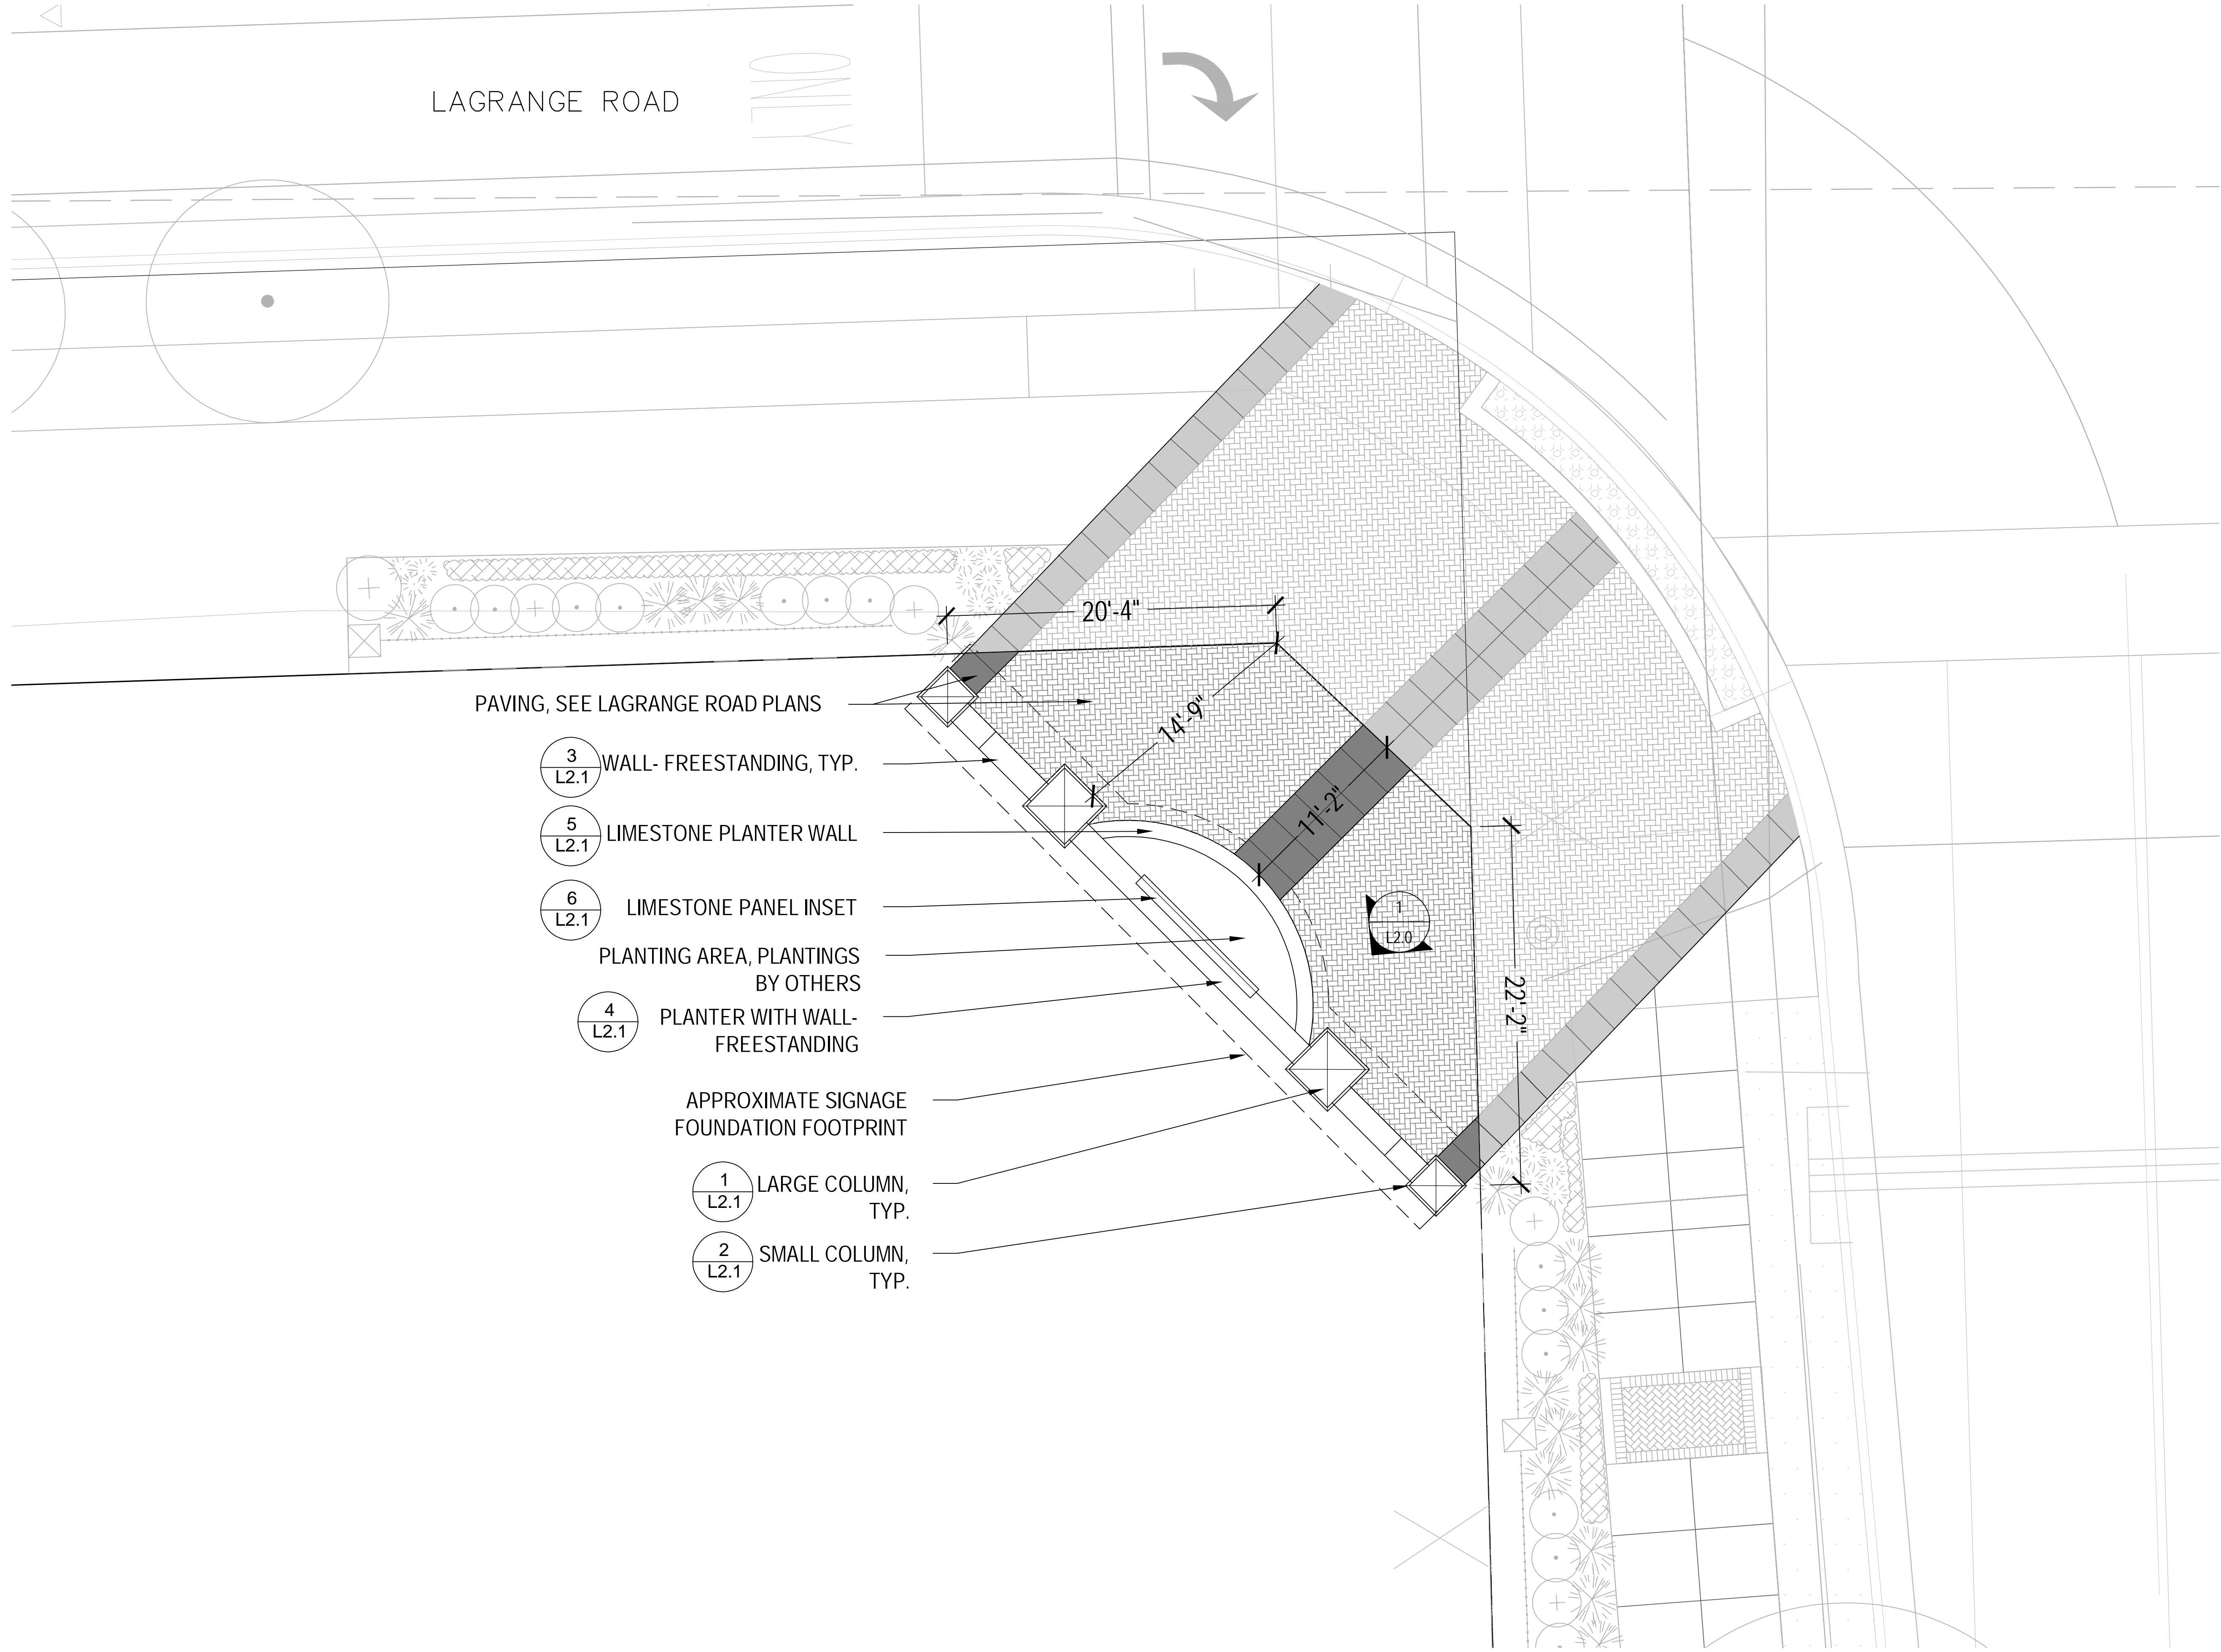 LAGRANGE ROAD
ONLY
20'-4"
14'-9"
11'-2"
22'-2"
1
L2.0
PAVING, SEE LAGRANGE ROAD PLANS
3
L2.1
WALL- FREESTANDING, TYP.
5
L2.1
LIMESTONE PLANTER WALL
6
L2.1
LIMESTONE PANEL INSET
PLANTING AREA, PLANTINGS
BY OTHERS
4
L2.1
PLANTER WITH WALL-
FREESTANDING
APPROXIMATE SIGNAGE
FOUNDATION FOOTPRINT
1
L2.1
LARGE COLUMN,
TYP.
2
L2.1
SMALL COLUMN,
TYP.